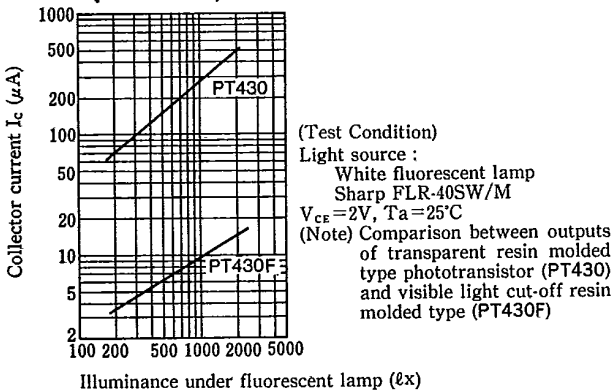 1000
500
200
100
50
20
10
5
2
Collector current Ic (μA)
PT430
PT430F
100 200 500 1000 2000 5000
Illuminance under fluorescent lamp (ℓx)
(Test Condition)
Light source :
White fluorescent lamp
Sharp FLR-40SW/M
VCE=2V, Ta=25°C
(Note) Comparison between outputs
of transparent resin molded
type phototransistor (PT430)
and visible light cut-off resin
molded type (PT430F)